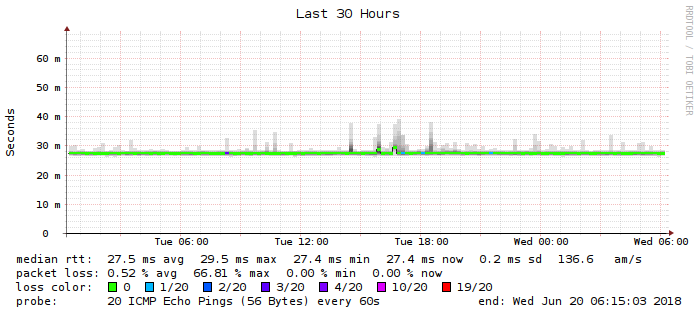 Last 30 Hours
RRDTOOL / TOBI OETIKER
Seconds
60 m
50 m
40 m
30 m
20 m
10 m
0
Tue 06:00 Tue 12:00 Tue 18:00 Wed 00:00 Wed 06:00
median rtt: 27.5 ms avg 29.5 ms max 27.4 ms min 27.4 ms now 0.2 ms sd 136.6 am/s
packet loss: 0.52 % avg 66.81 % max 0.00 % min 0.00 % now
loss color: 0 1/20 2/20 3/20 4/20 10/20 19/20
probe: 20 ICMP Echo Pings (56 Bytes) every 60s end: Wed Jun 20 06:15:03 2018